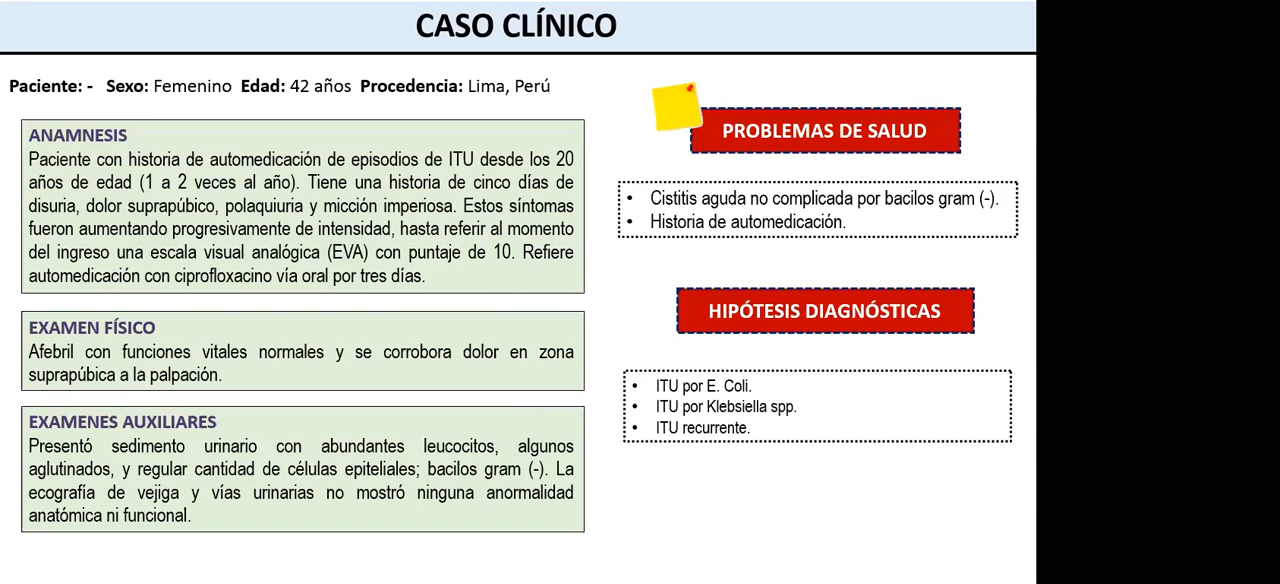 CASO CLÍNICO
Paciente: - Sexo: Femenino Edad: 42 años Procedencia: Lima, Perú
ANAMNESIS
Paciente con historia de automedicación de episodios de ITU desde los 20
años de edad (1 a 2 veces al año). Tiene una historia de cinco días de
disuria, dolor suprapúbico, polaquiuria y micción imperiosa. Estos síntomas
fueron aumentando progresivamente de intensidad, hasta referir al momento
del ingreso una escala visual analógica (EVA) con puntaje de 10. Refiere
automedicación con ciprofloxacino vía oral por tres días.
EXAMEN FÍSICO
Afebril con funciones vitales normales y se corrobora dolor en zona
suprapúbica a la palpación.
EXAMENES AUXILIARES
Presentó sedimento urinario con abundantes leucocitos, algunos
aglutinados, y regular cantidad de células epiteliales; bacilos gram (-). La
ecografía de vejiga y vías urinarias no mostró ninguna anormalidad
anatómica ni funcional.
PROBLEMAS DE SALUD
• Cistitis aguda no complicada por bacilos gram (-).
• Historia de automedicación.
HIPÓTESIS DIAGNÓSTICAS
• ITU por E. Coli.
• ITU por Klebsiella spp.
• ITU recurrente.